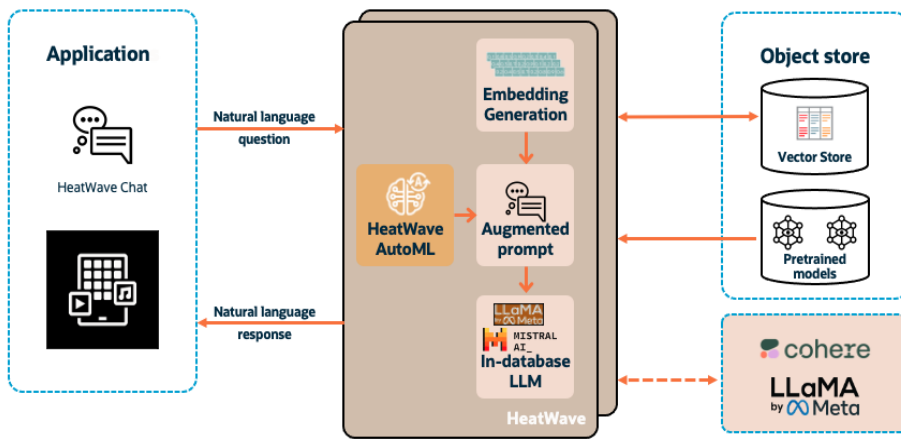 Application
HeatWave Chat
Natural language
question
Natural language
response
Embedding
Generation
A
HeatWave
AutoML
Augmented
prompt
LLaMA
by Meta
MISTRAL
AI_
In-database
LLM
HeatWave
Object store
Vector Store
Pretrained
models
cohere
LLaMA
by Meta